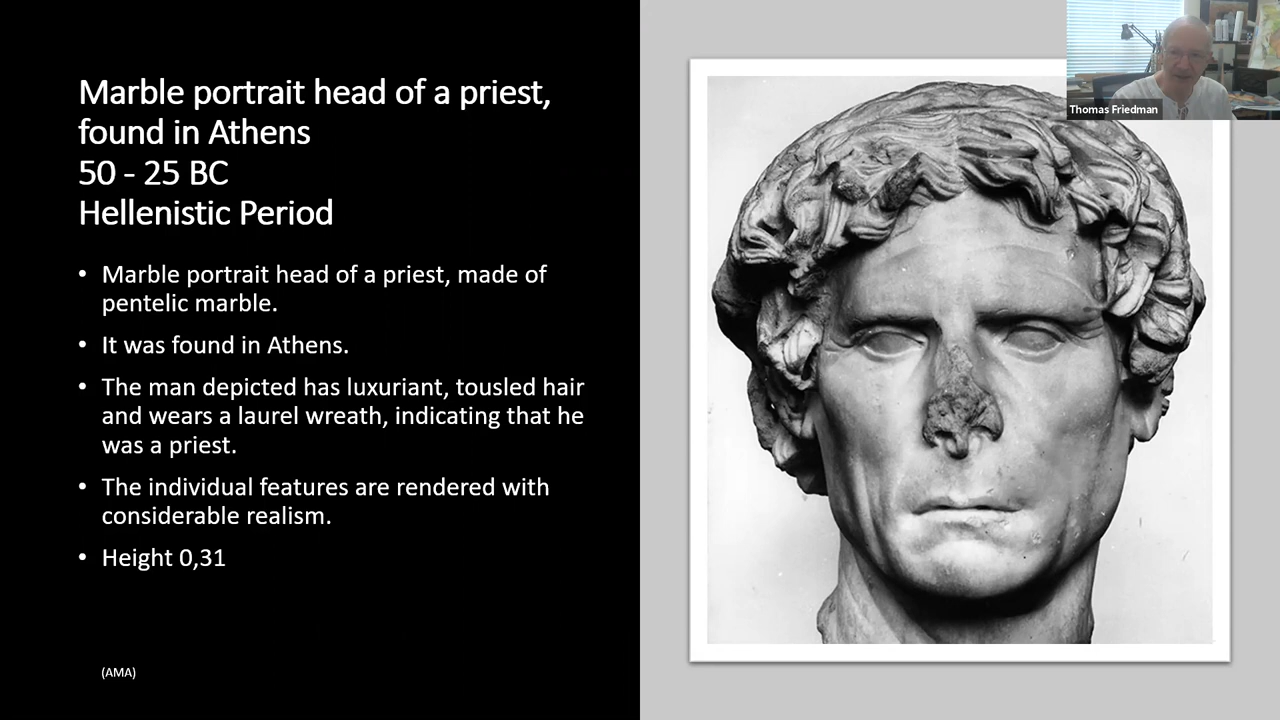 Marble portrait head of a priest,
found in Athens
50 - 25 BC
Hellenistic Period
• Marble portrait head of a priest, made of
pentelic marble.
• It was found in Athens.
• The man depicted has luxuriant, tousled hair
and wears a laurel wreath, indicating that he
was a priest.
• The individual features are rendered with
considerable realism.
• Height 0,31
(AMA)
Thomas Friedman